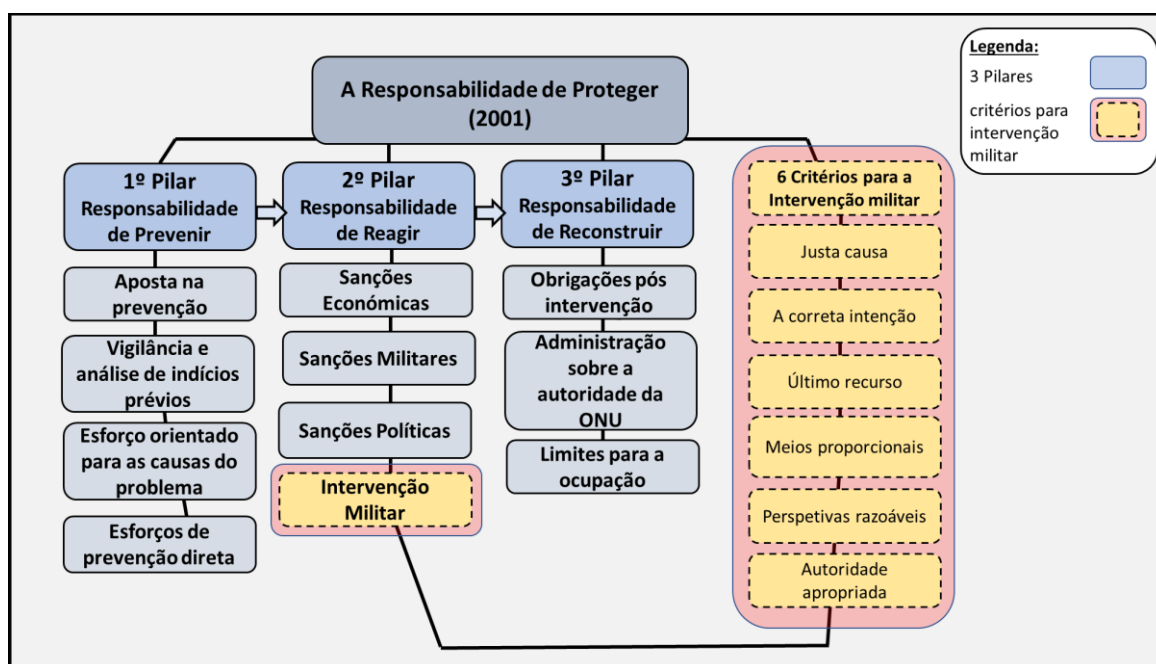 A Responsabilidade de Proteger
(2001)
Legenda:
3 Pilares
critérios para
intervenção
militar
1º Pilar
Responsabilidade
de Prevenir
Aposta na
prevenção
Vigilância e
análise de indícios
prévios
Esforço orientado
para as causas do
problema
Esforços de
prevenção direta
2º Pilar
Responsabilidade
de Reagir
Sanções
Económicas
Sanções Militares
Sanções Políticas
Intervenção
Militar
3º Pilar
Responsabilidade
de Reconstruir
Obrigações pós
intervenção
Administração
sobre a
autoridade da
ONU
Limites para a
ocupação
6 Critérios para a
Intervenção militar
Justa causa
A correta intenção
Último recurso
Meios proporcionais
Perspetivas razoáveis
Autoridade
apropriada